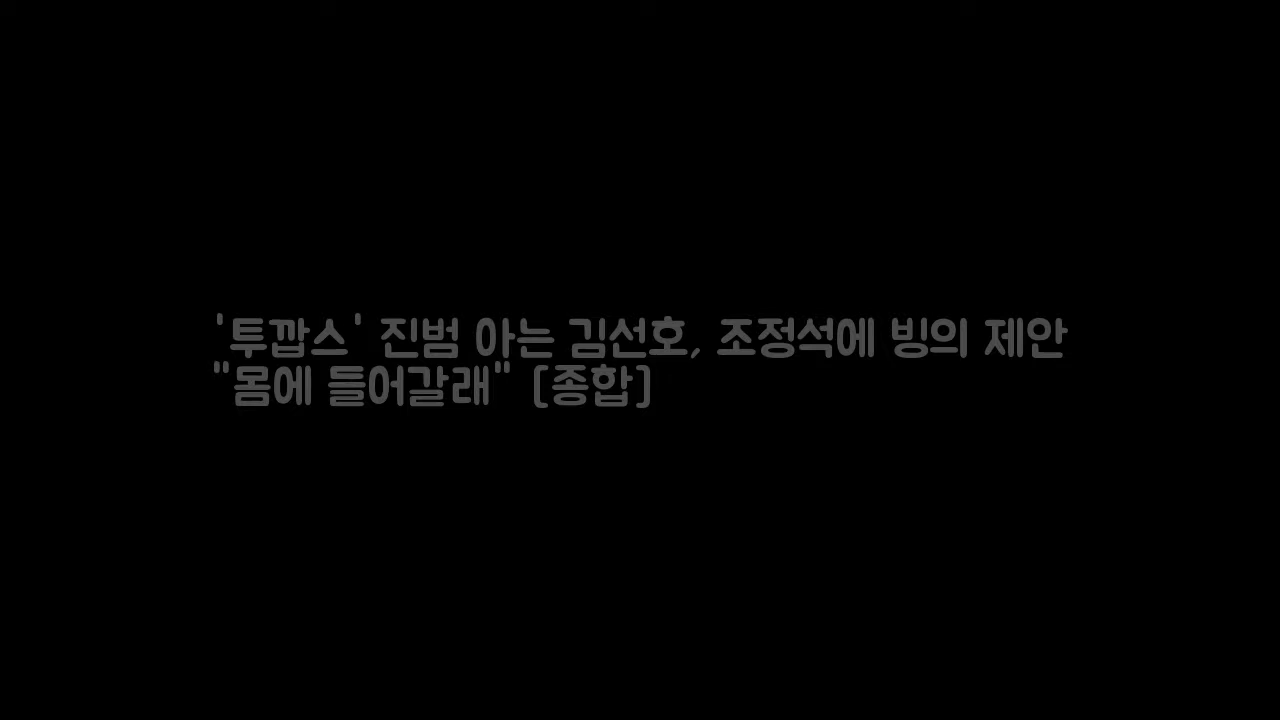 '투깝스' 진범 아는 김선호, 조정석에 빙의 제안
"몸에 들어갈래" [종합]